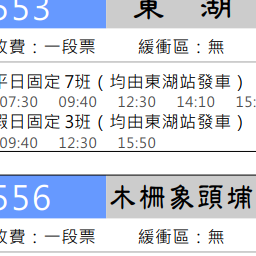 553 東 湖
收費：一段票 緩衝區：無
平日固定 7班（均由東湖站發車）
07:30 09:40 12:30 14:10 15:
假日固定 3班（均由東湖站發車）
09:40 12:30 15:50
556 木柵象頭埔
收費：一段票 緩衝區：無